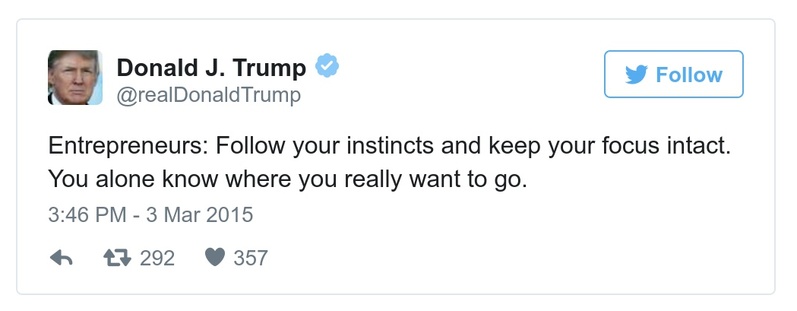 Donald J. Trump
@realDonaldTrump
Follow
Entrepreneurs: Follow your instincts and keep your focus intact.
You alone know where you really want to go.
3:46 PM - 3 Mar 2015
292 357